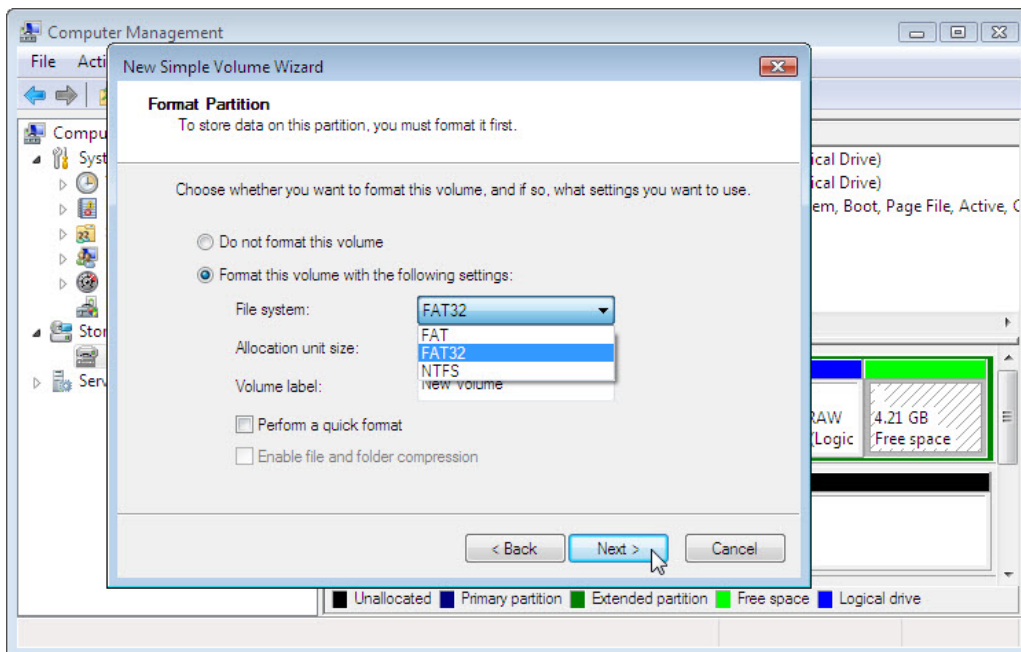 Computer Management
File Acti
New Simple Volume Wizard
Format Partition
To store data on this partition, you must format it first.
Compu
Syst
Stor
Serv
ical Drive)
ical Drive)
em, Boot, Page File, Active, C
Choose whether you want to format this volume, and if so, what settings you want to use.
Do not format this volume
Format this volume with the following settings:
File system: FAT32
FAT
FAT32
NTFS
Allocation unit size:
Volume label: New Volume
Perform a quick format
Enable file and folder compression
RAW 4.21 GB
(Logic Free space
< Back Next > Cancel
Unallocated Primary partition Extended partition Free space Logical drive